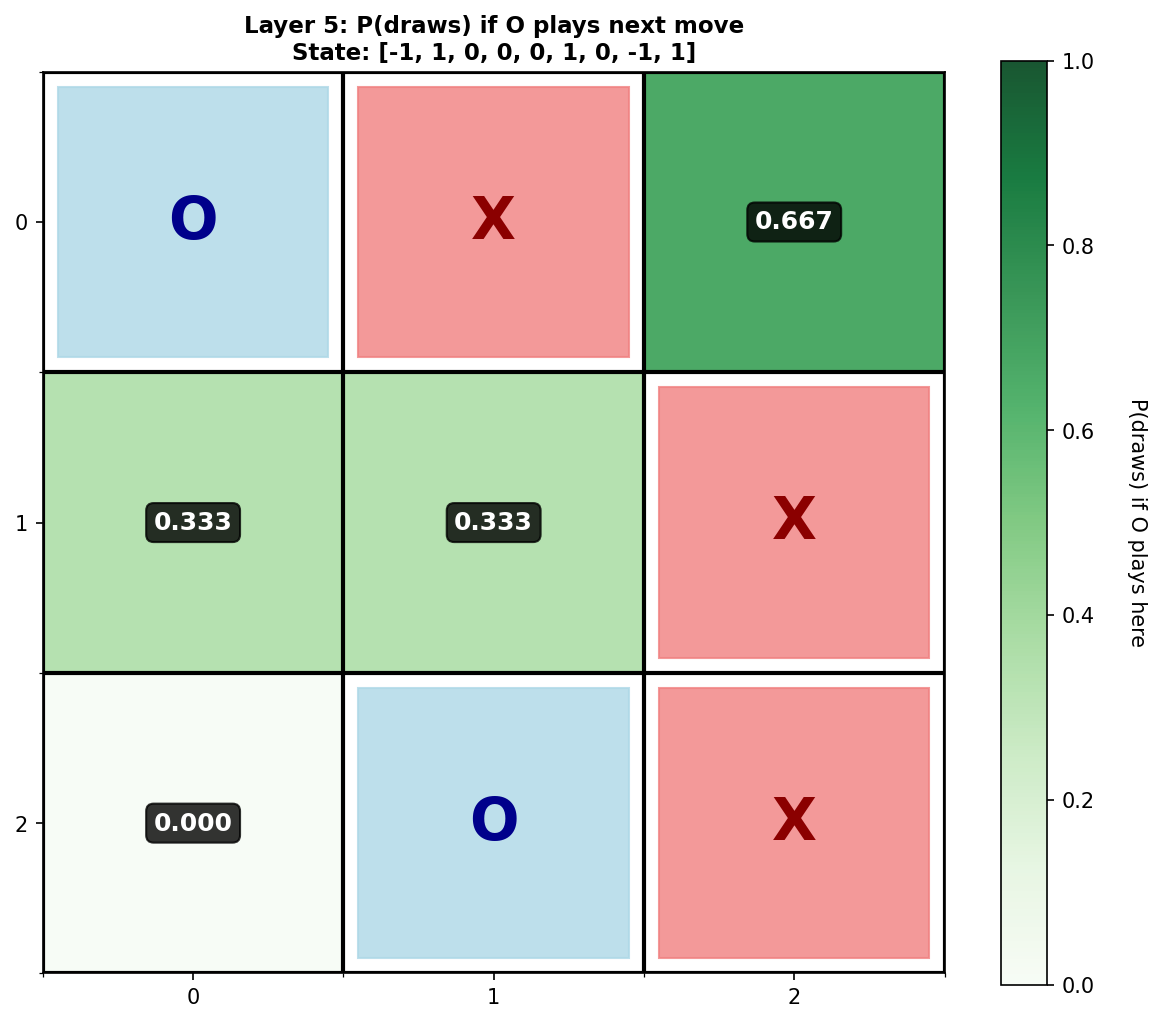 Layer 5: P(draws) if O plays next move
State: [-1, 1, 0, 0, 0, 1, 0, -1, 1]
O X 0.667
0.333 0.333 X
0.000 O X
0
1
2
0 1 2
1.0
0.8
0.6
0.4
0.2
0.0
P(draws) if O plays here